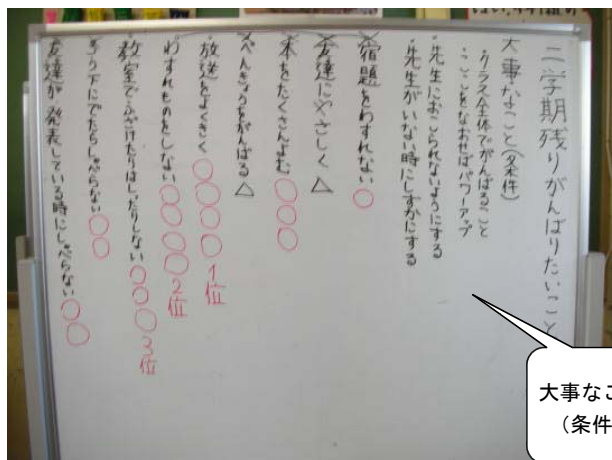 二学期残りがんばりたいこと
大事なこと(条件)
・クラス全体でがんばること
・ここをなおせばパワーアップ
・先生におこられないようにする
・先生がいない時にしずかにする
・宿題をわすれない ○
・友達にやさしく △
・本をたくさんよむ ○○○
・べんきょうをがんばる △
・放送をよくきく ○○○○ 1位
・わすれものをしない ○○○○ 2位
・教室でふざけたりはしったりしない ○○○ 3位
・ろう下にでたらしゃべらない ○○
・友達が発表している時にしゃべらない ○○
大事なこ
(条件